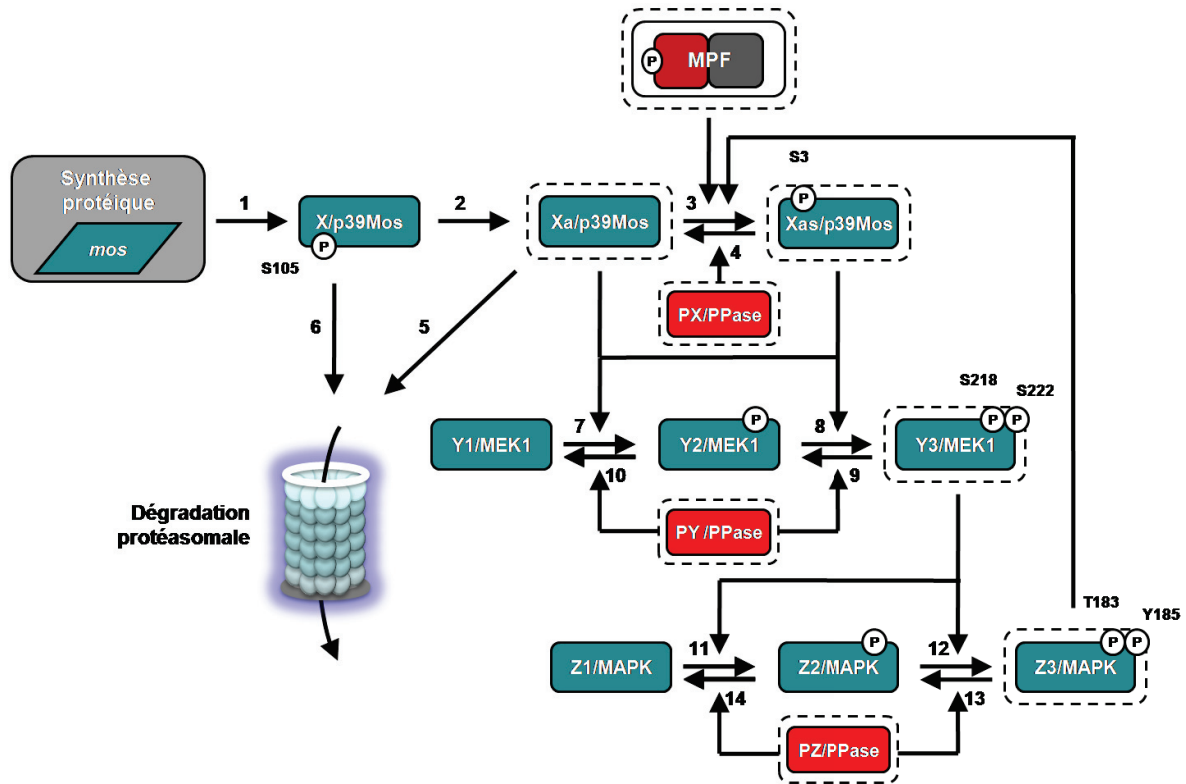 P
MPF
S3
Synthèse
protéique
mos
1
X/p39Mos
P
S105
2
Xa/p39Mos
3
4
P
Xas/p39Mos
PX/PPase
6
5
S218
S222
Y1/MEK1
7
10
P
Y2/MEK1
8
9
P
P
Y3/MEK1
PY /PPase
Dégradation
protéasomale
T183
Y185
Z1/MAPK
11
14
P
Z2/MAPK
12
13
P
P
Z3/MAPK
PZ/PPase